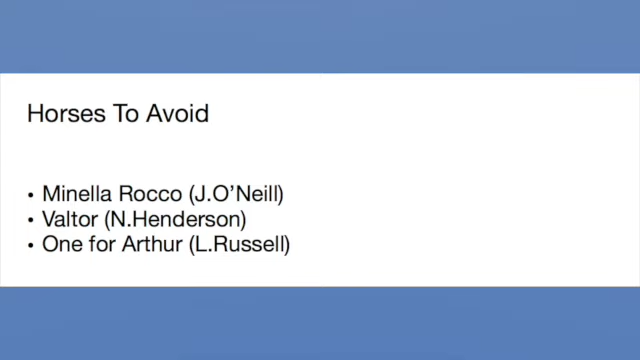 Horses To Avoid
• Minella Rocco (J.O’Neill)
• Valtor (N.Henderson)
• One for Arthur (L.Russell)